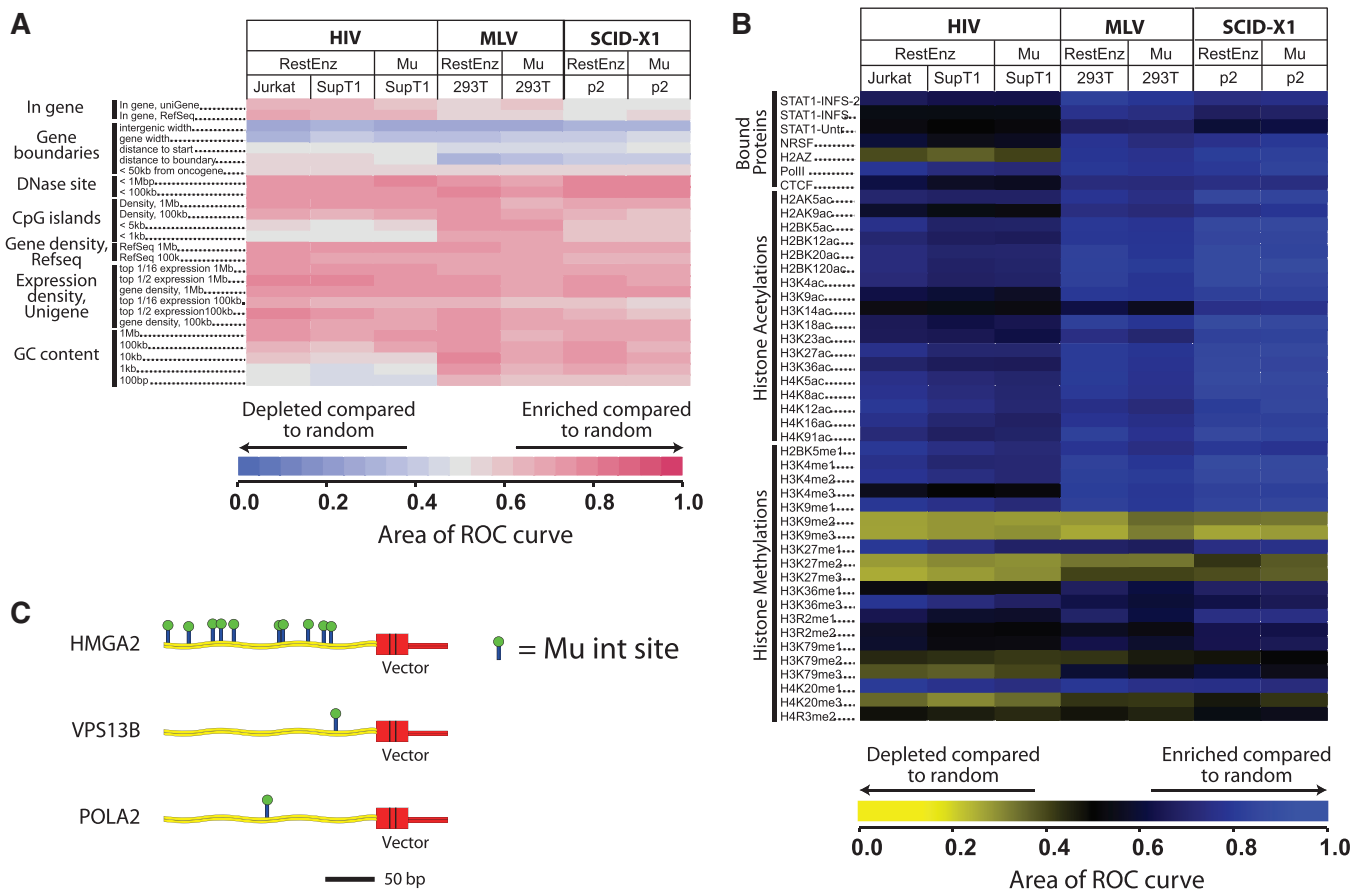 A
HIV MLV SCID-X1
RestEnz Mu RestEnz Mu RestEnz Mu
Jurkat SupT1 SupT1 293T 293T p2 p2
In gene
In gene, uniGene
In gene, RefSeq
Gene boundaries
intergenic width
gene width
distance to start
distance to boundary
< 50kb from oncogene
DNase site
< 1Mbp
< 100kb
CpG islands
Density, 1Mb
Density, 100kb
< 5kb
< 1kb
Gene density, Refseq
RefSeq 1Mb
RefSeq 100k
Expression density, Unigene
top 1/16 expression 1Mb
top 1/2 expression 1Mb
gene density, 1Mb
top 1/16 expression 100kb
top 1/2 expression100kb
gene density, 100kb
GC content
1Mb
100kb
10kb
1kb
100bp
Depleted compared to random
Enriched compared to random
0.0 0.2 0.4 0.6 0.8 1.0
Area of ROC curve
B
HIV MLV SCID-X1
RestEnz Mu RestEnz Mu RestEnz Mu
Jurkat SupT1 SupT1 293T 293T p2 p2
Bound Proteins
STAT1-INFS-2
STAT1-INFS
STAT1-Untr
NRSF
H2AZ
PolII
CTCF
Histone Acetylations
H2AK5ac
H2AK9ac
H2BK5ac
H2BK12ac
H2BK20ac
H2BK120ac
H3K4ac
H3K9ac
H3K14ac
H3K18ac
H3K23ac
H3K27ac
H3K36ac
H4K5ac
H4K8ac
H4K12ac
H4K16ac
H4K91ac
Histone Methylations
H2BK5me1
H3K4me1
H3K4me2
H3K4me3
H3K9me1
H3K9me2
H3K9me3
H3K27me1
H3K27me2
H3K27me3
H3K36me1
H3K36me3
H3R2me1
H3R2me2
H3K79me1
H3K79me2
H3K79me3
H4K20me1
H4K20me3
H4R3me2
Depleted compared to random
Enriched compared to random
0.0 0.2 0.4 0.6 0.8 1.0
Area of ROC curve
C
HMGA2
Vector
= Mu int site
VPS13B
Vector
POLA2
Vector
50 bp